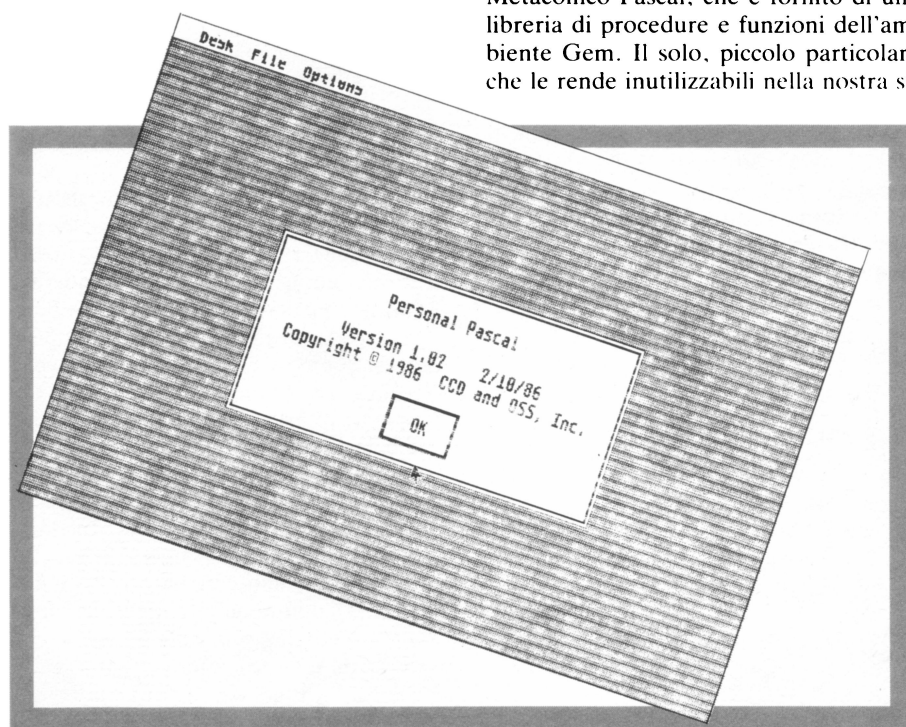 Metacomco Pascal, che è fornito di un
libreria di procedure e funzioni dell'am
biente Gem. Il solo, piccolo particolar
che le rende inutilizzabili nella nostra s
Desk File Options
Personal Pascal
Version 1.02 2/10/86
Copyright © 1986 CCD and OSS, Inc.
OK